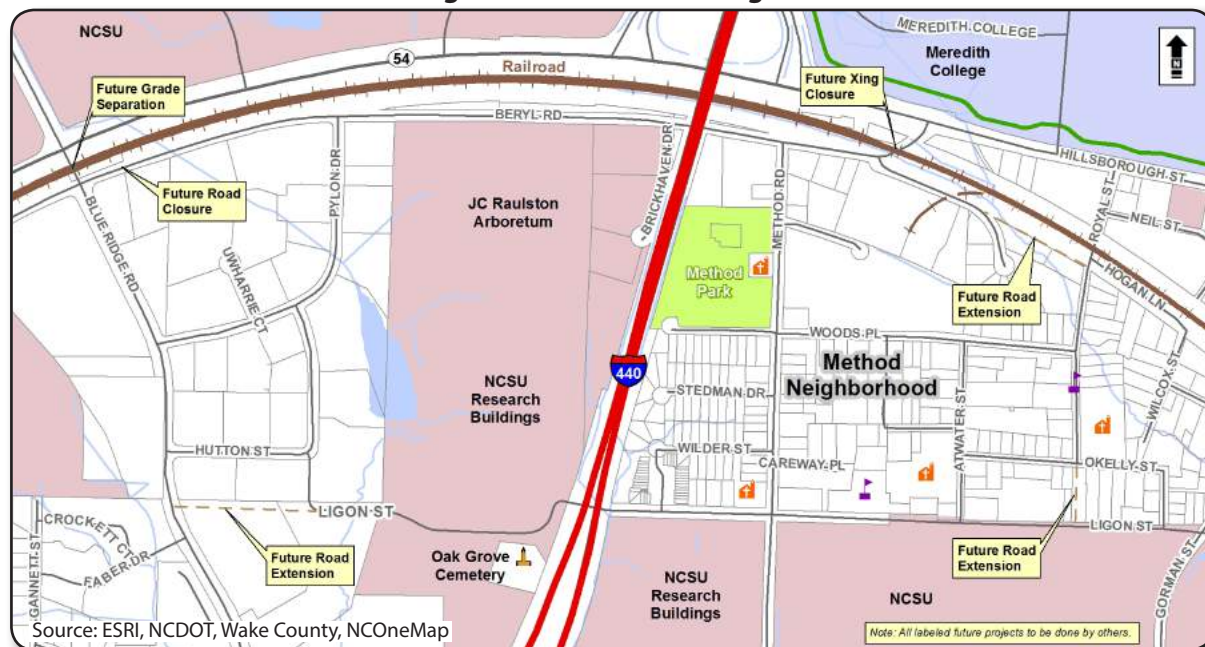 NCSU
54
Railroad
MEREDITH COLLEGE
Meredith
College
N
Future Grade
Separation
Future Xing
Closure
BERYL RD
HILLSBOROUGH ST
Future Road
Closure
PYLON DR
JC Raulston
Arboretum
BRICKHAVEN DR
METHOD RD
ROYAL ST
NEIL ST
BLUE RIDGE RD
UWHARRIE CT
Method
Park
HOGAN LN
Future Road
Extension
WOODS PL
440
Method
Neighborhood
NCSU
Research
Buildings
STEDMAN DR
ATWATER ST
WILCOX ST
HUTTON ST
WILDER ST
CAREWAY PL
OKELLY ST
LIGON ST
LIGON ST
CROCKETT CT
FABER DR
GANNETT ST
Future Road
Extension
Oak Grove
Cemetery
Future Road
Extension
NCSU
Research
Buildings
NCSU
GORMAN ST
Source: ESRI, NCDOT, Wake County, NCOneMap
Note: All labeled future projects to be done by others.